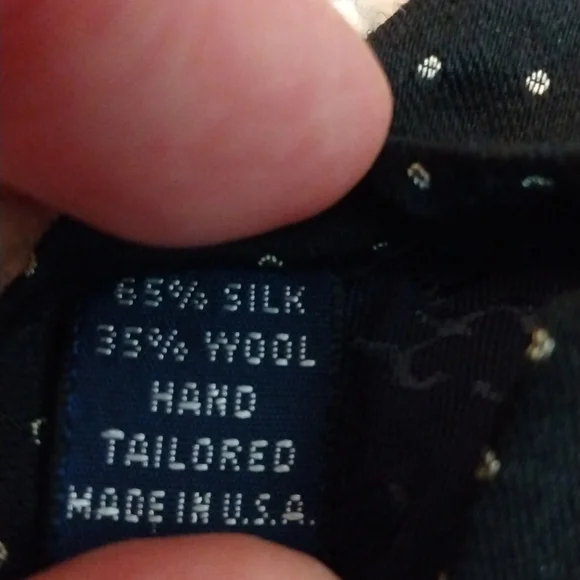 65% SILK
35% WOOL
HAND
TAILORED
MADE IN U.S.A.